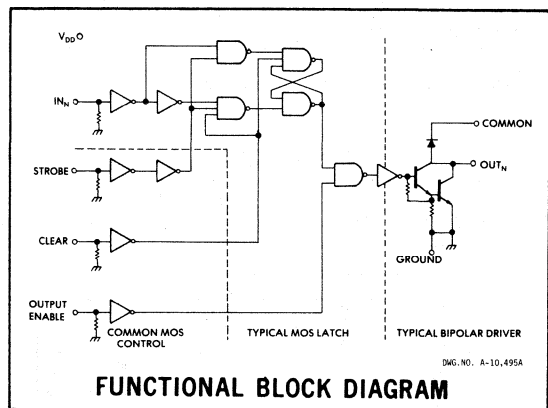 VDD
INN
COMMON
STROBE
OUTN
CLEAR
GROUND
OUTPUT
ENABLE
COMMON MOS
CONTROL
TYPICAL MOS LATCH
TYPICAL BIPOLAR DRIVER
DWG.NO. A-10,495A
FUNCTIONAL BLOCK DIAGRAM